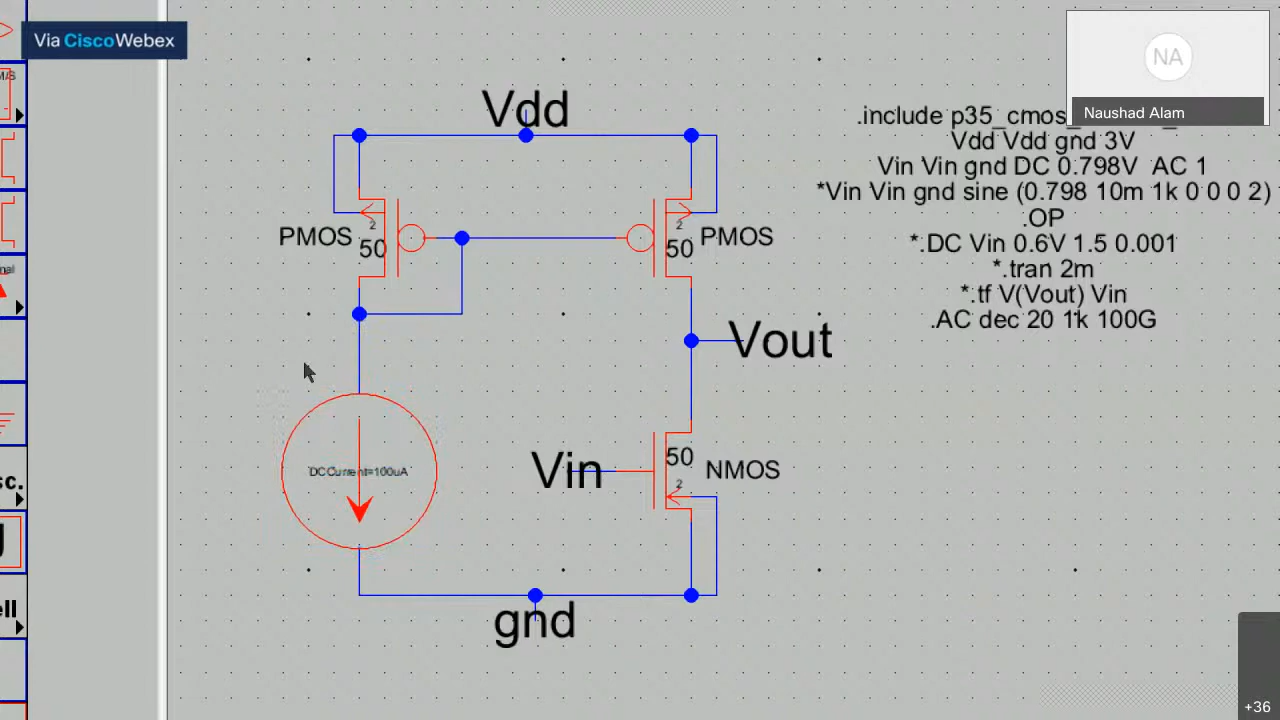 Via CiscoWebex
NA
Naushad Alam
Vdd
.include p35_cmos_
Vdd Vdd gnd 3V
Vin Vin gnd DC 0.798V AC 1
*Vin Vin gnd sine (0.798 10m 1k 0 0 0 2)
.OP
*.DC Vin 0.6V 1.5 0.001
*.tran 2m
*.tf V(Vout) Vin
.AC dec 20 1k 100G
PMOS
2
50
2
50
PMOS
Vout
DCCurrent=100uA
Vin
50
2
NMOS
gnd
sc.
ell
+36